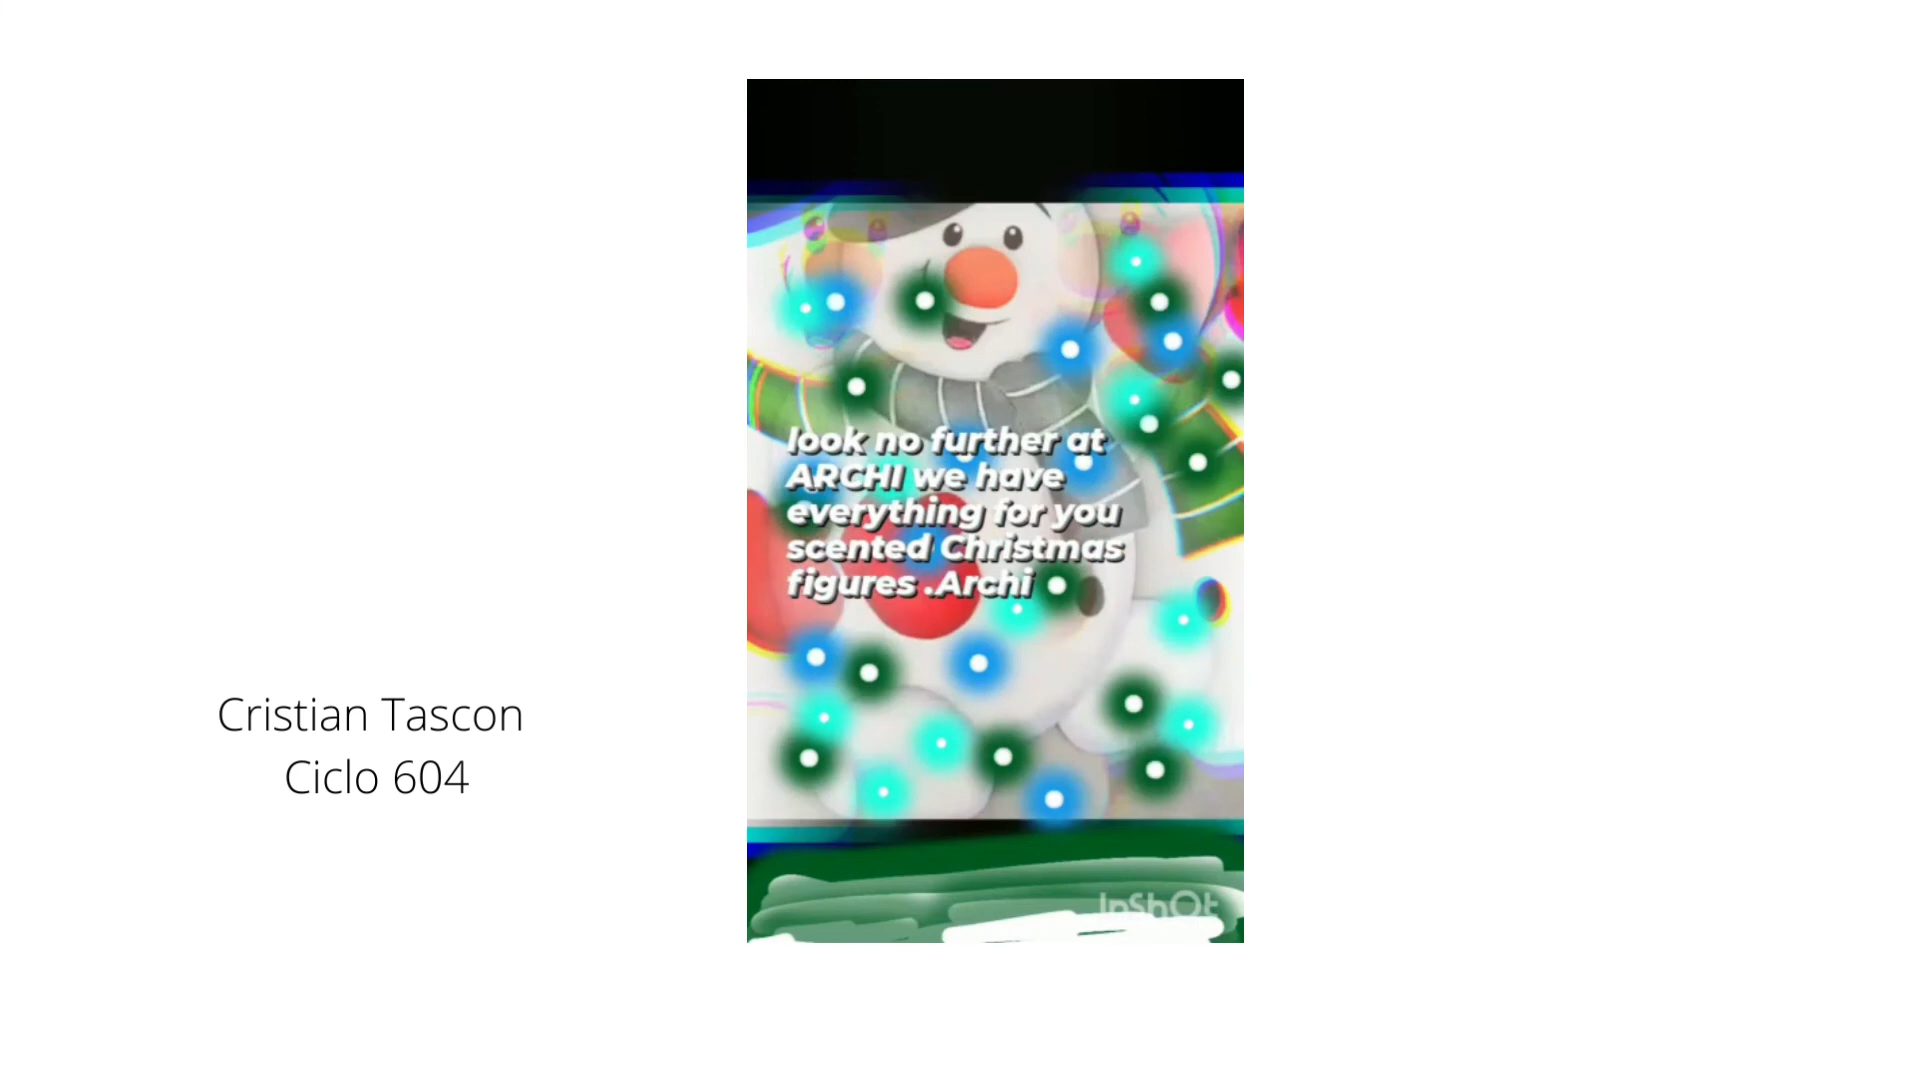 look no further at
ARCHI we have
everything for you
scented Christmas
figures .Archi
Cristian Tascon
Ciclo 604
InShOt